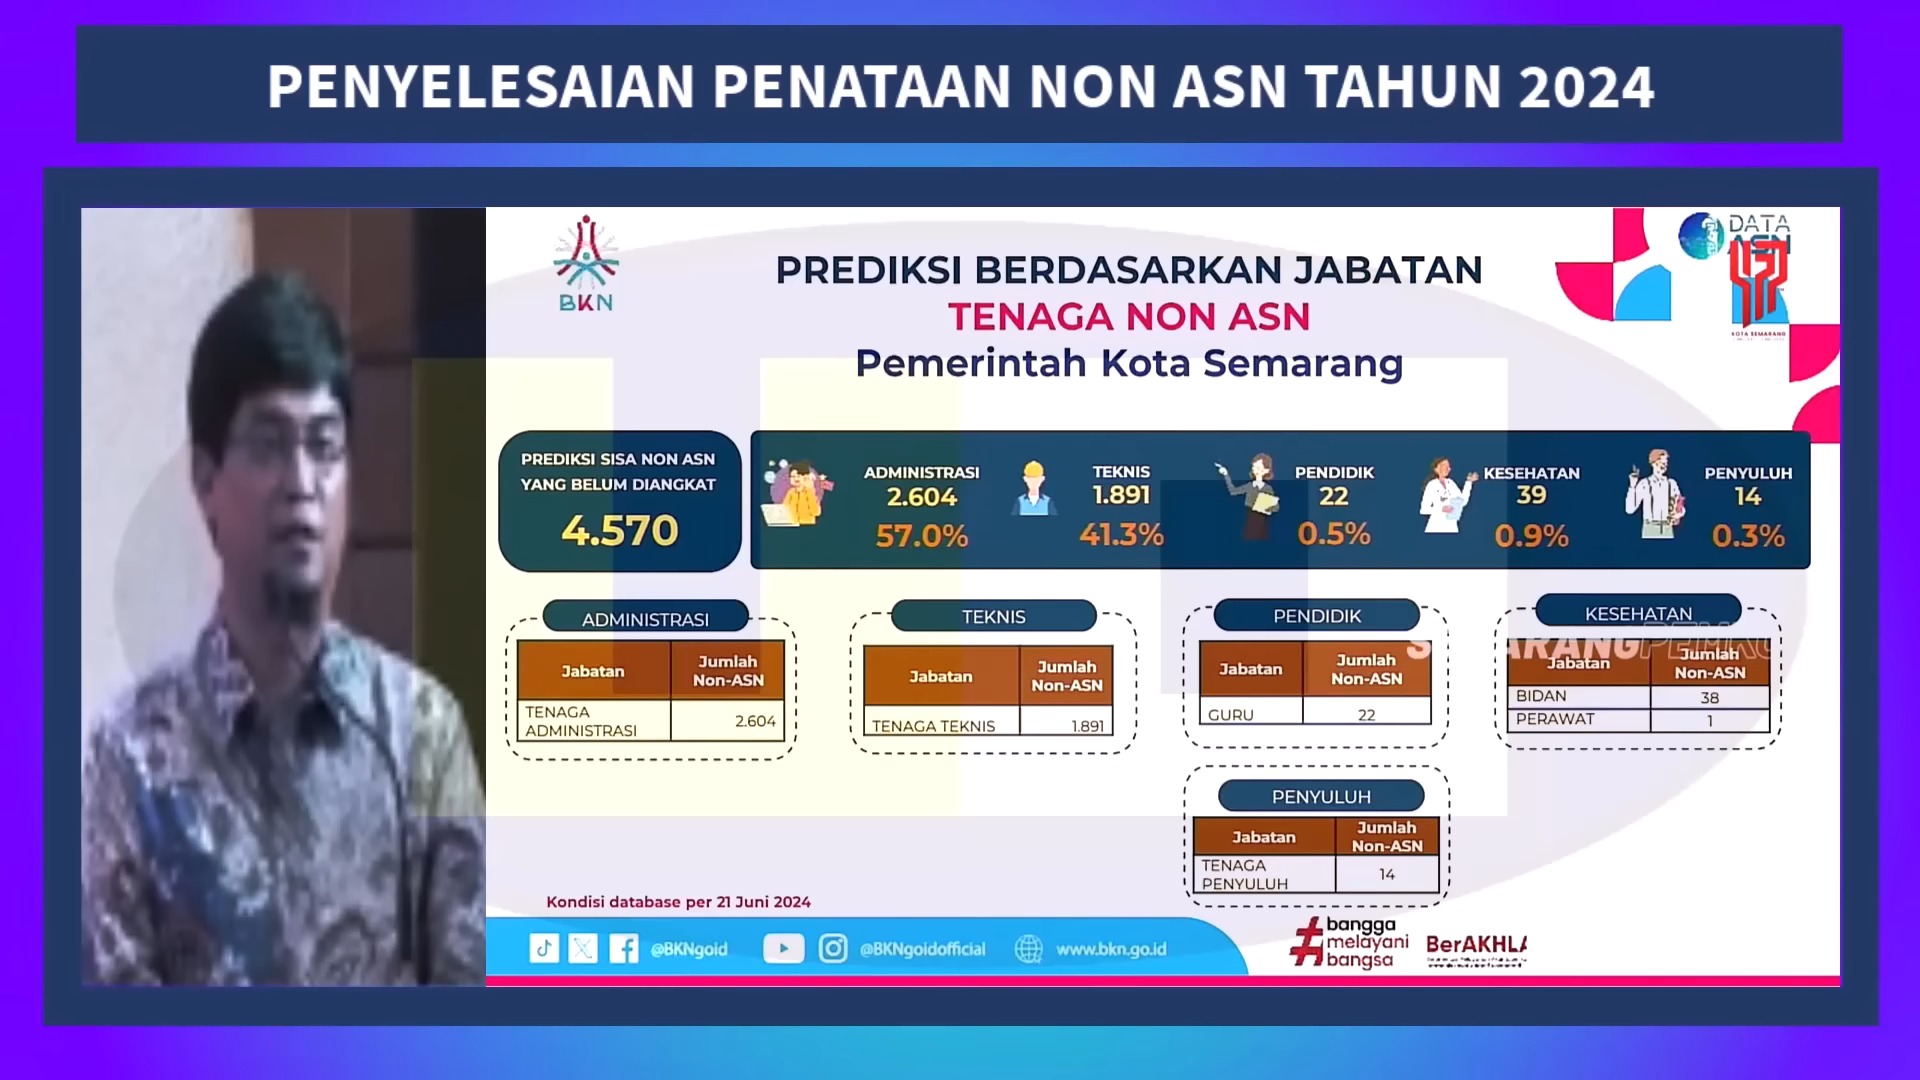 PENYELESAIAN PENATAAN NON ASN TAHUN 2024
BKN
PREDIKSI BERDASARKAN JABATAN
TENAGA NON ASN
Pemerintah Kota Semarang
DATA
ASN
KOTA SEMARANG
PREDIKSI SISA NON ASN
YANG BELUM DIANGKAT
4.570
ADMINISTRASI
2.604
57.0%
TEKNIS
1.891
41.3%
PENDIDIK
22
0.5%
KESEHATAN
39
0.9%
PENYULUH
14
0.3%
ADMINISTRASI
Jabatan Jumlah Non-ASN
TENAGA ADMINISTRASI 2.604
TEKNIS
Jabatan Jumlah Non-ASN
TENAGA TEKNIS 1.891
PENDIDIK
Jabatan Jumlah Non-ASN
GURU 22
KESEHATAN
Jabatan Jumlah Non-ASN
BIDAN 38
PERAWAT 1
PENYULUH
Jabatan Jumlah Non-ASN
TENAGA PENYULUH 14
Kondisi database per 21 Juni 2024
@BKNgoid @BKNgoidofficial www.bkn.go.id
#bangga
melayani
bangsa
BerAKHLA